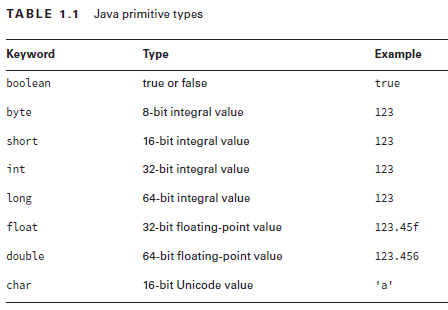 TABLE 1.1 Java primitive types
Keyword Type Example
boolean true or false true
byte 8-bit integral value 123
short 16-bit integral value 123
int 32-bit integral value 123
long 64-bit integral value 123
float 32-bit floating-point value 123.45f
double 64-bit floating-point value 123.456
char 16-bit Unicode value 'a'